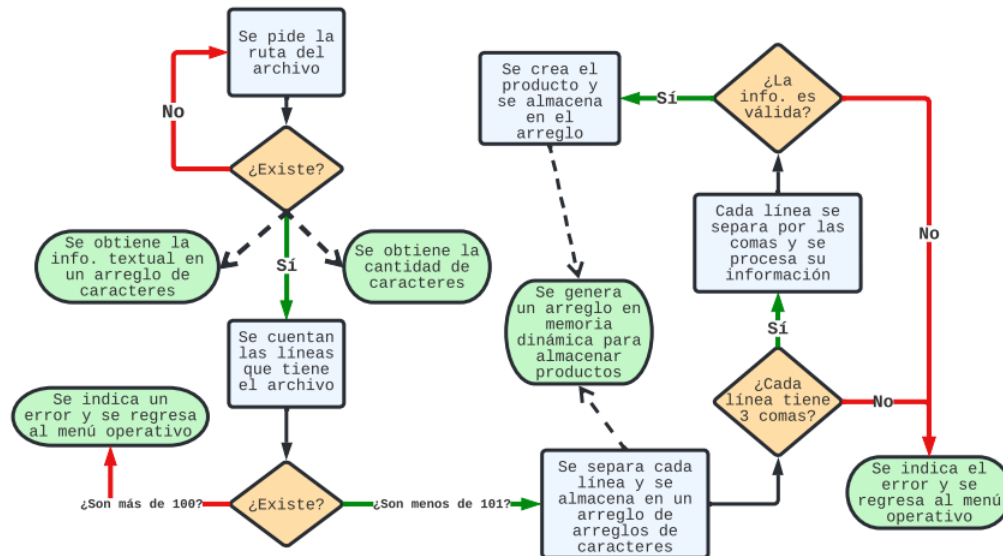 Se pide la
ruta del
archivo
No
¿Existe?
Se obtiene la
info. textual en
un arreglo de
caracteres
Sí
Se obtiene la
cantidad de
caracteres
Se cuentan
las líneas
que tiene
el archivo
Se indica un
error y se regresa
al menú operativo
¿Son más de 100?
¿Existe?
¿Son menos de 101?
Se separa cada
línea y se
almacena en un
arreglo de
arreglos de
caracteres
Se genera
un arreglo en
memoria
dinámica para
almacenar
productos
¿Cada
línea tiene
3 comas?
Sí
No
Cada línea se
separa por las
comas y se
procesa su
información
¿La
info. es
válida?
Sí
No
Se crea el
producto y
se almacena
en el
arreglo
Se indica el
error y se
regresa al menú
operativo